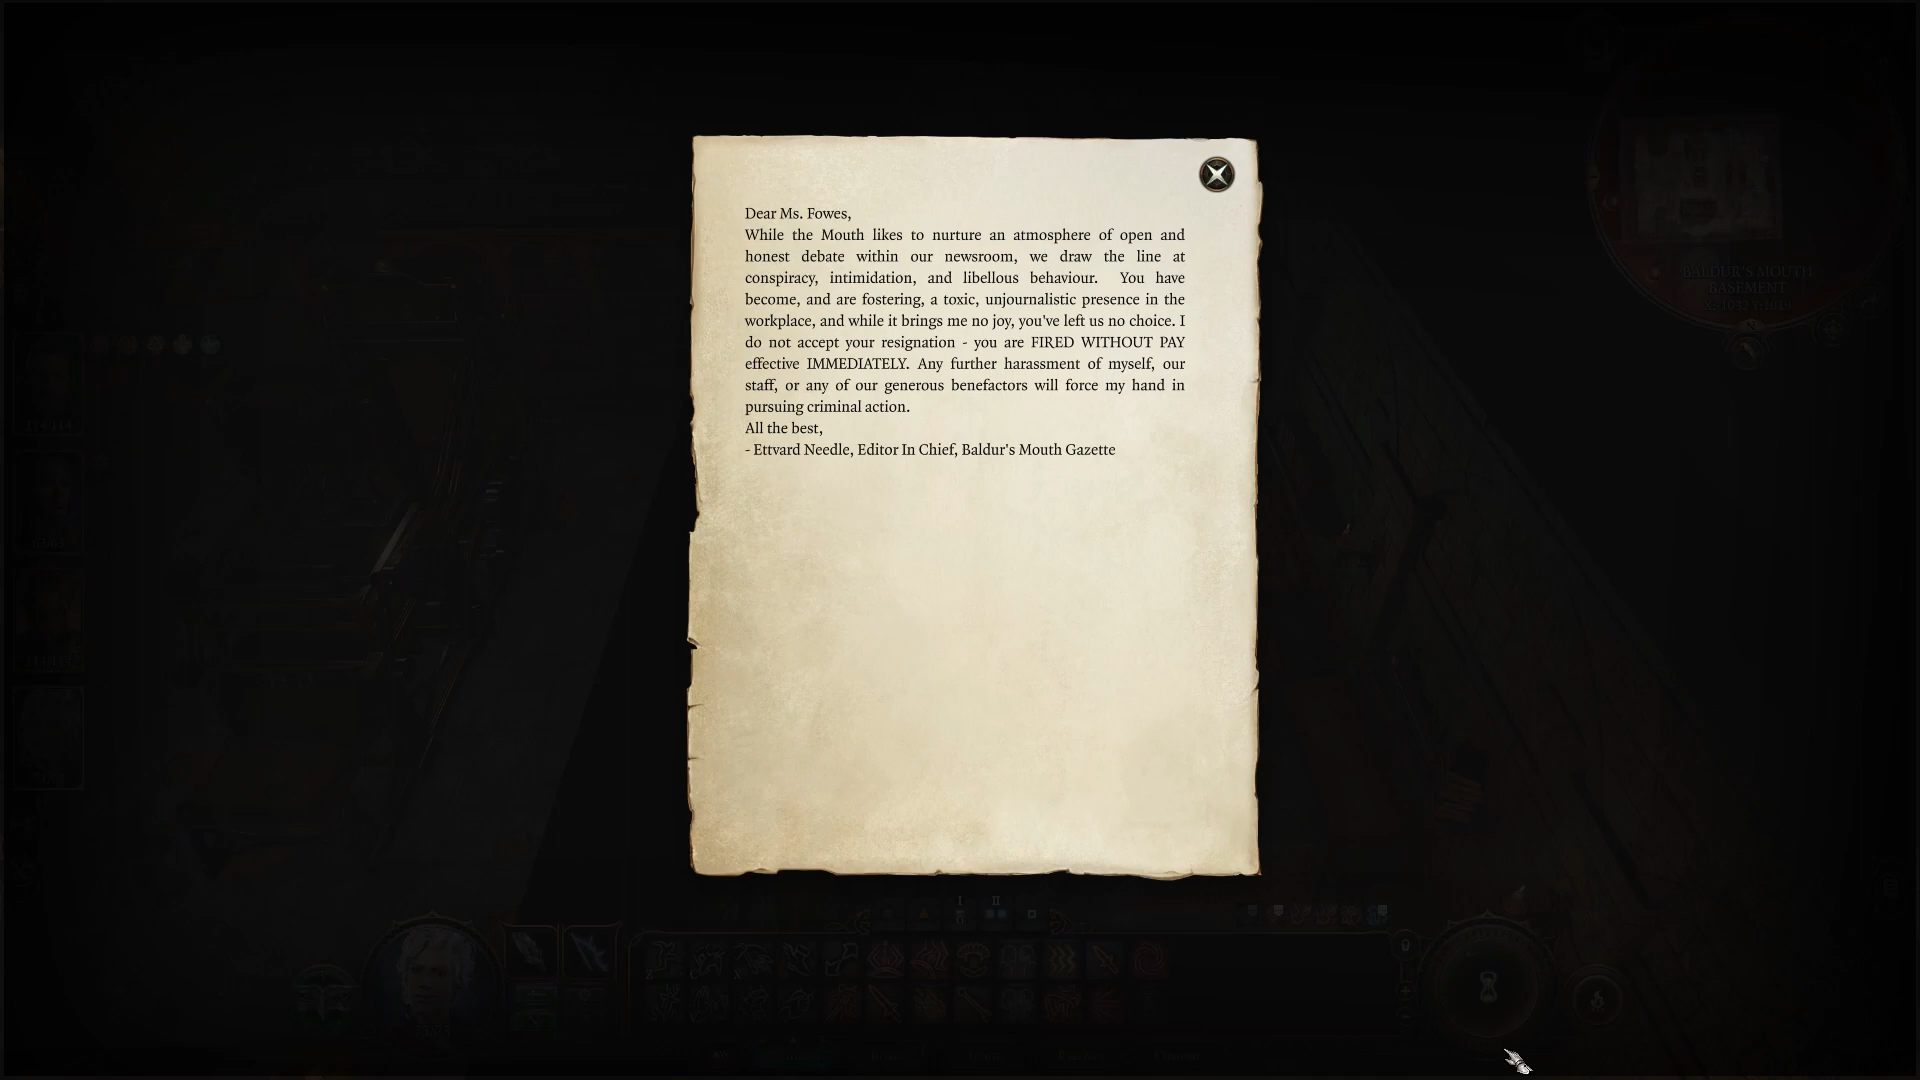 Dear Ms. Fowes,
While the Mouth likes to nurture an atmosphere of open and
honest debate within our newsroom, we draw the line at
conspiracy, intimidation, and libellous behaviour.  You have
become, and are fostering, a toxic, unjournalistic presence in the
workplace, and while it brings me no joy, you've left us no choice. I
do not accept your resignation - you are FIRED WITHOUT PAY
effective IMMEDIATELY. Any further harassment of myself, our
staff, or any of our generous benefactors will force my hand in
pursuing criminal action.
All the best,
- Ettvard Needle, Editor In Chief, Baldur's Mouth Gazette
BALDUR'S MOUTH
BASEMENT
I II